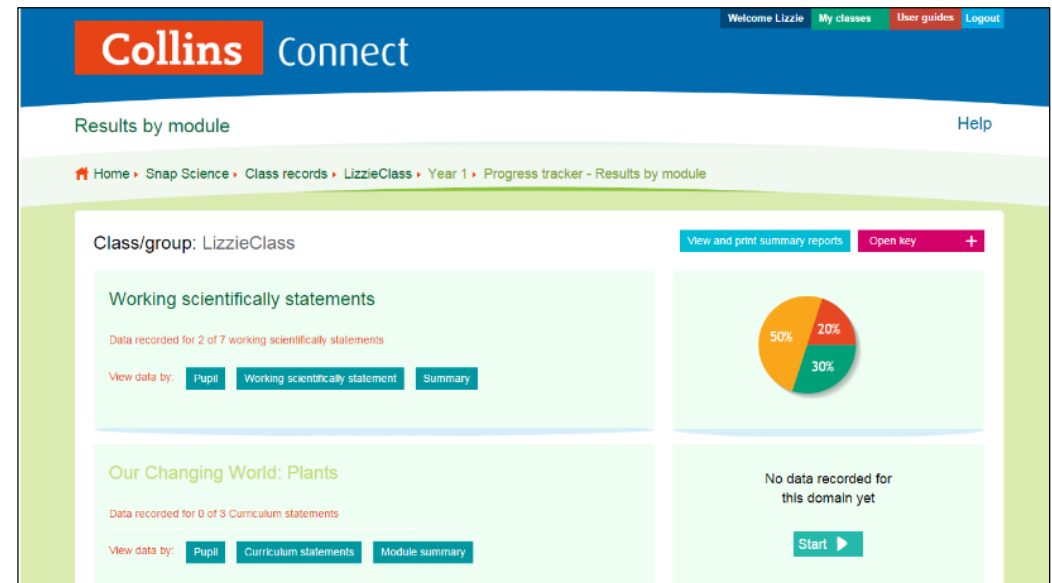 Welcome Lizzie My classes User guides Logout
Collins Connect
Results by module Help
Home Snap Science Class records LizzieClass Year 1 Progress tracker - Results by module
Class/group: LizzieClass View and print summary reports Open key +
Working scientifically statements
Data recorded for 2 of 7 working scientifically statements
View data by: Pupil Working scientifically statement Summary
50% 20%
30%
Our Changing World: Plants
Data recorded for 0 of 3 Curriculum statements
View data by: Pupil Curriculum statements Module summary
No data recorded for
this domain yet
Start